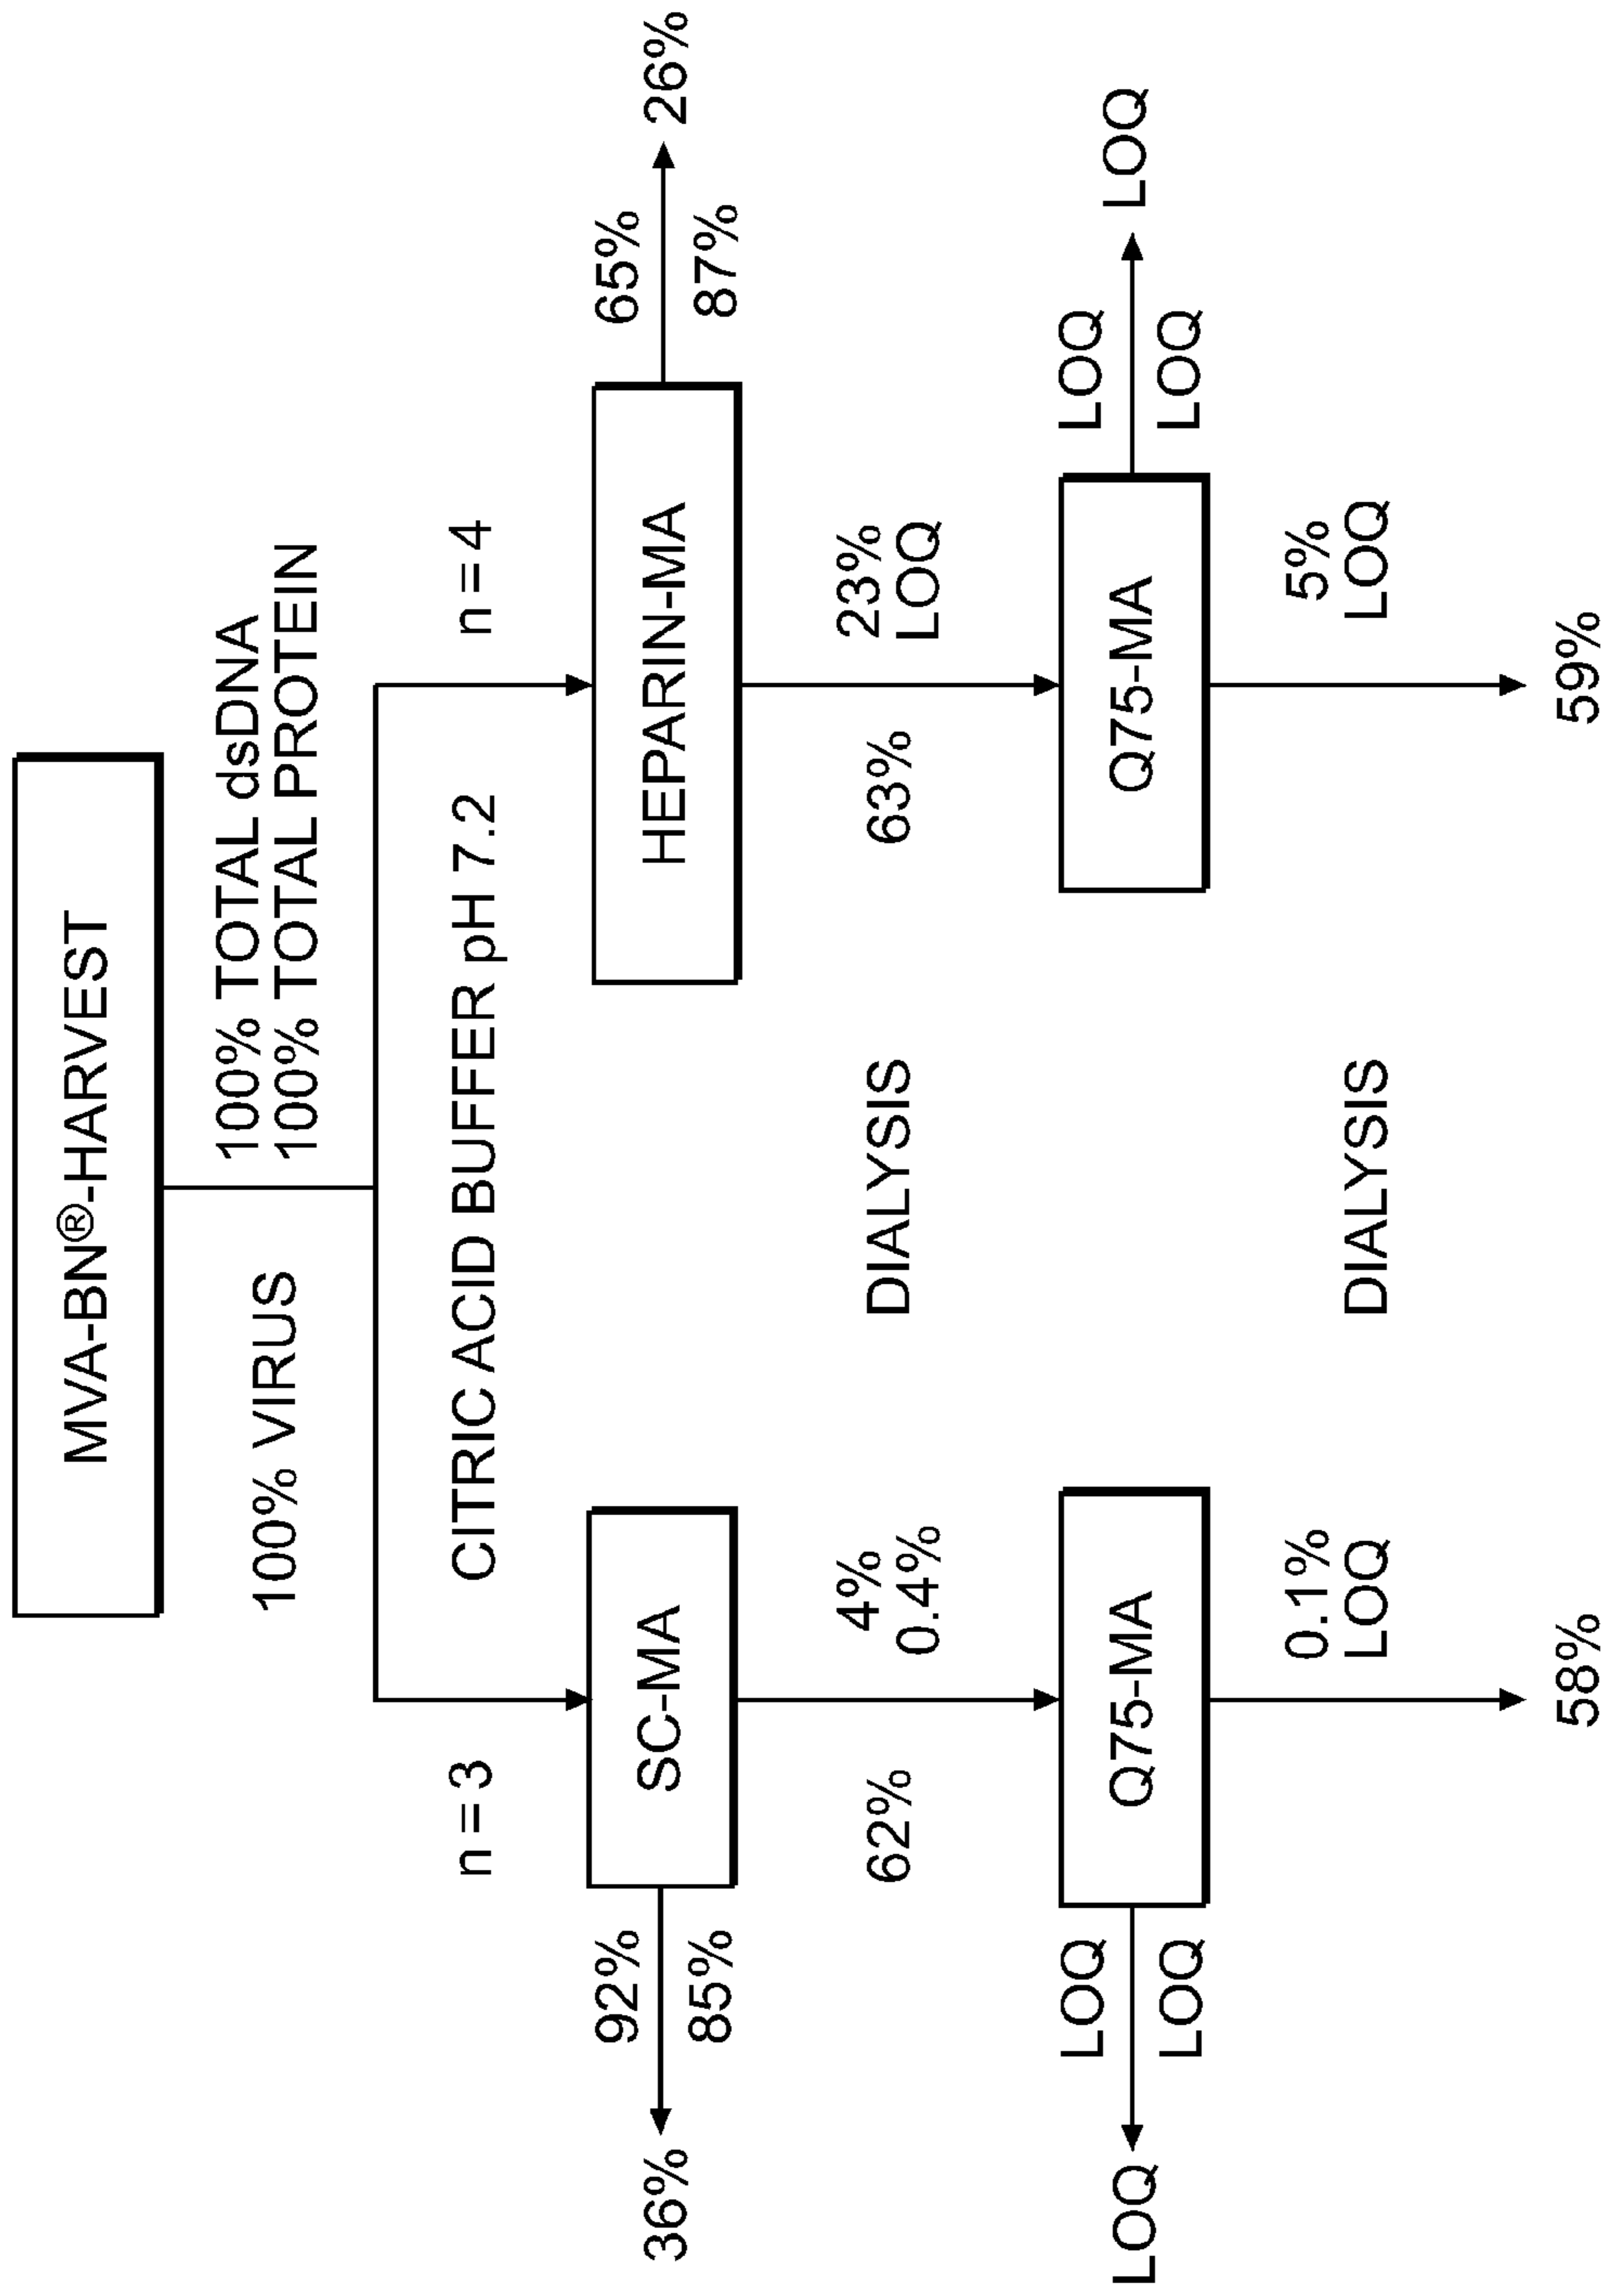 MVA-BN®-HARVEST
100% VIRUS
100% TOTAL dsDNA
100% TOTAL PROTEIN
n = 3
CITRIC ACID BUFFER pH 7.2
n = 4
36%
92%
85%
SC-MA
HEPARIN-MA
65%
87%
26%
62%
4%
0.4%
DIALYSIS
63%
23%
LOQ
LOQ
LOQ
LOQ
Q75-MA
Q75-MA
LOQ
LOQ
LOQ
0.1%
LOQ
DIALYSIS
5%
LOQ
58%
59%